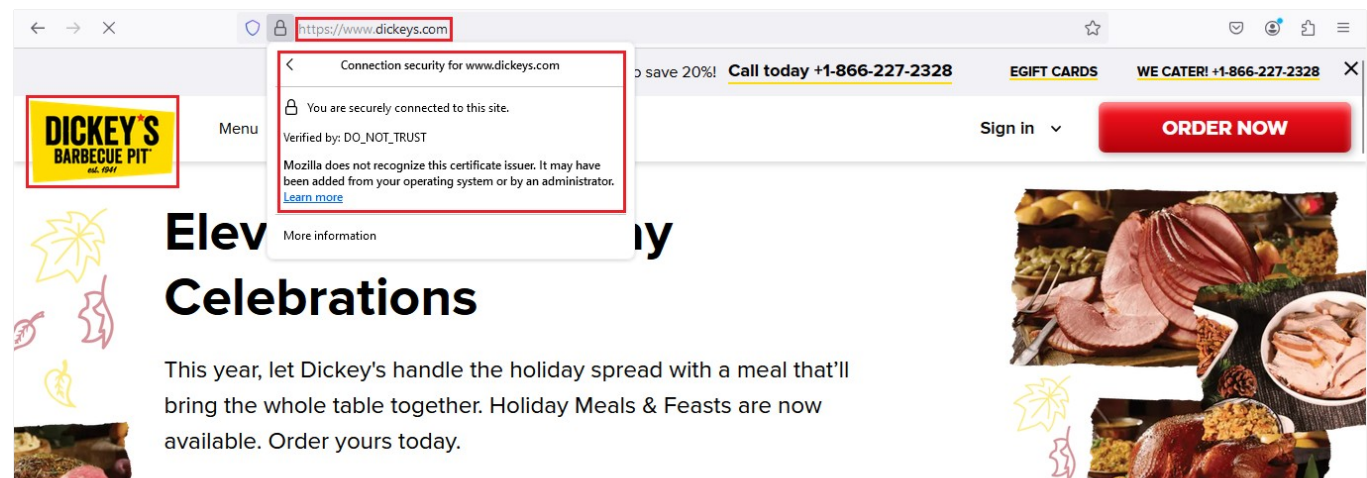 https://www.dickeys.com
Connection security for www.dickeys.com
You are securely connected to this site.
Verified by: DO_NOT_TRUST
Mozilla does not recognize this certificate issuer. It may have
been added from your operating system or by an administrator.
Learn more
More information
save 20%! Call today +1-866-227-2328
EGIFT CARDS
WE CATER! +1-866-227-2328
DICKEY'S
BARBECUE PIT
est. 1941
Menu
Sign in
ORDER NOW
Celebrations
This year, let Dickey's handle the holiday spread with a meal that'll
bring the whole table together. Holiday Meals & Feasts are now
available. Order yours today.